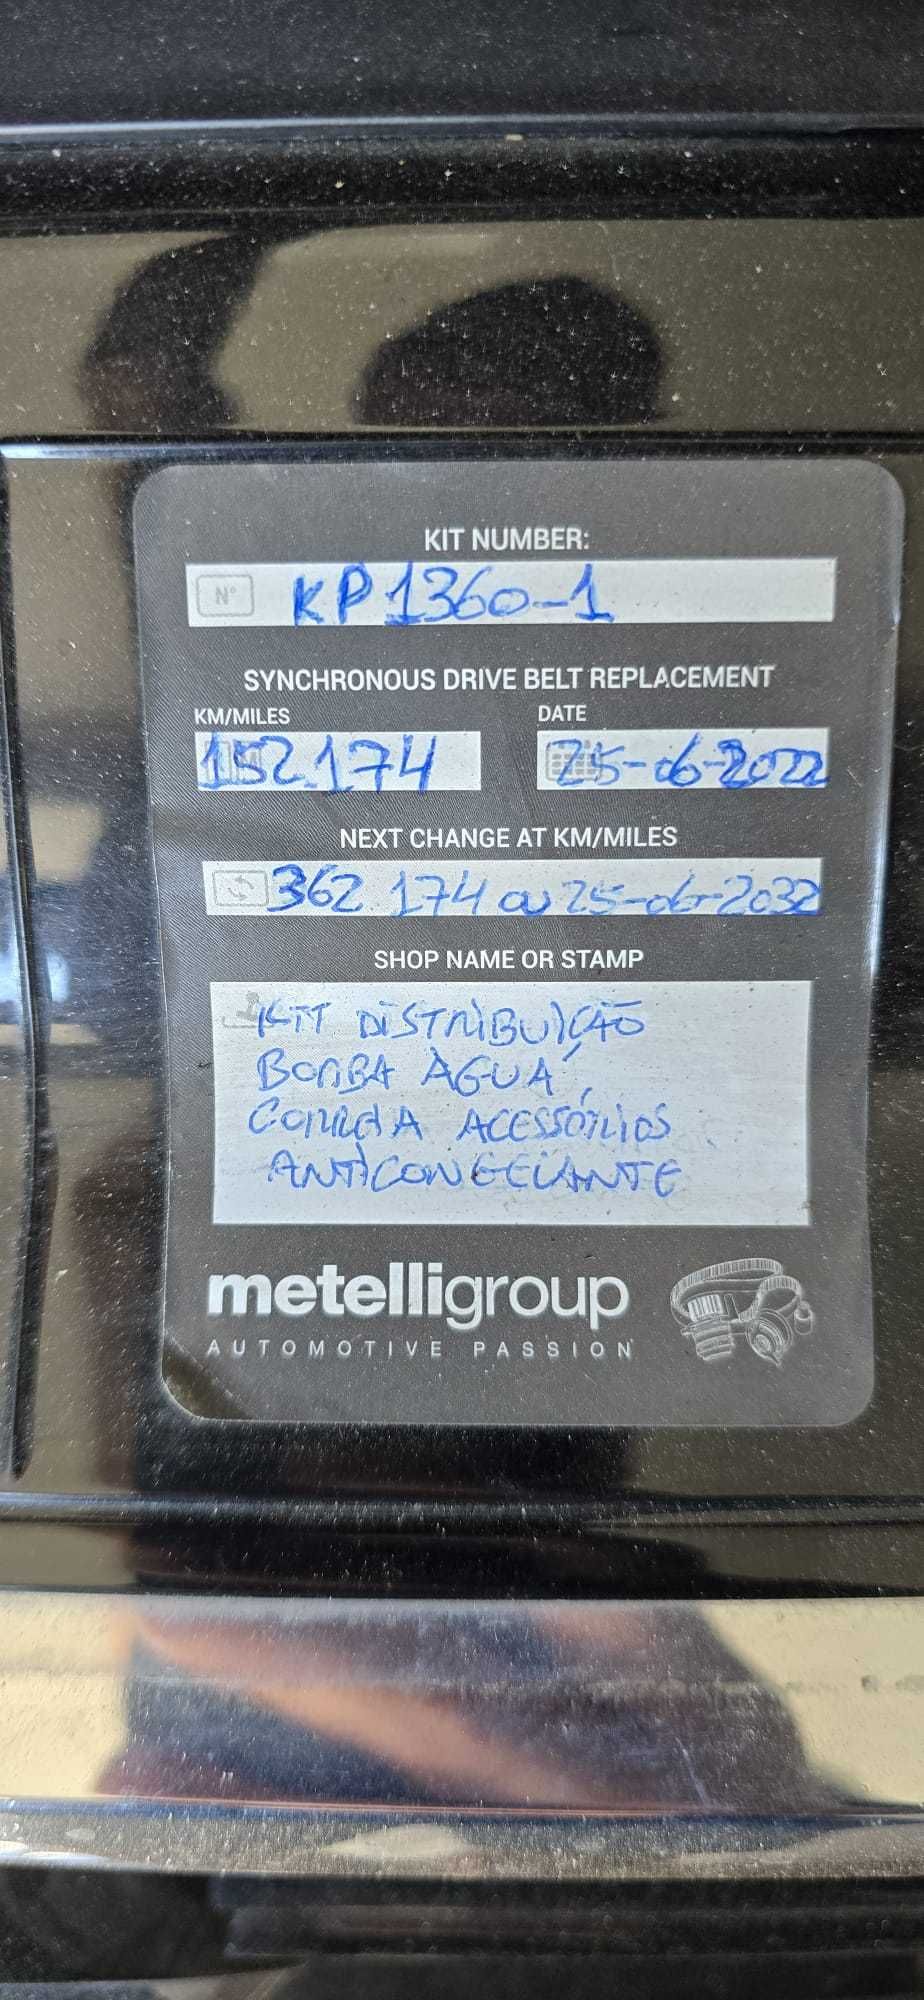 KIT NUMBER:
N° KP 1360-1
SYNCHRONOUS DRIVE BELT REPLACEMENT
KM/MILES DATE
152.174 25-06-2022
NEXT CHANGE AT KM/MILES
362 174 ou 25-06-2032
SHOP NAME OR STAMP
KIT DISTRIBUIÇÃO
BOMBA ÁGUA,
CORREIA ACESSÓRIOS
ANTICONGELANTE
metelligroup
AUTOMOTIVE PASSION